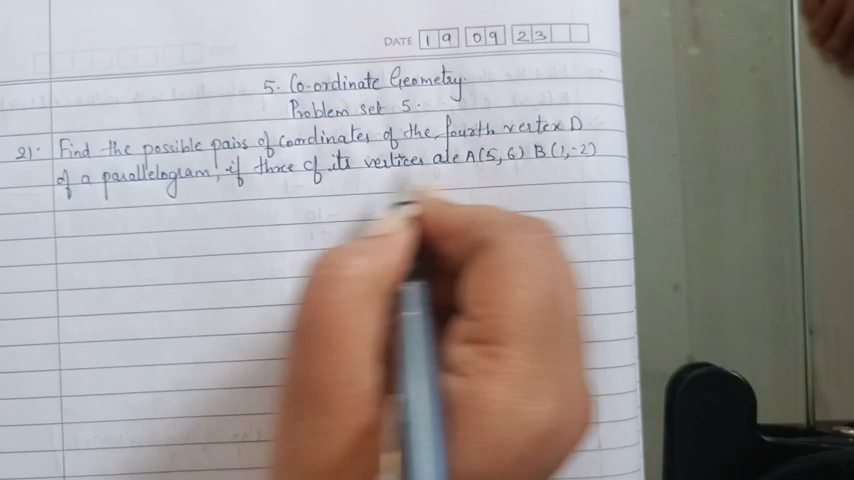 DATE 19 09 23
5. Co-ordinate Geometry.
Problem set 5.
21. Find the possible pairs of coordinates of the fourth vertex D
of a parallelogram, if three of its vertices are A(5,6) B(1,-2)